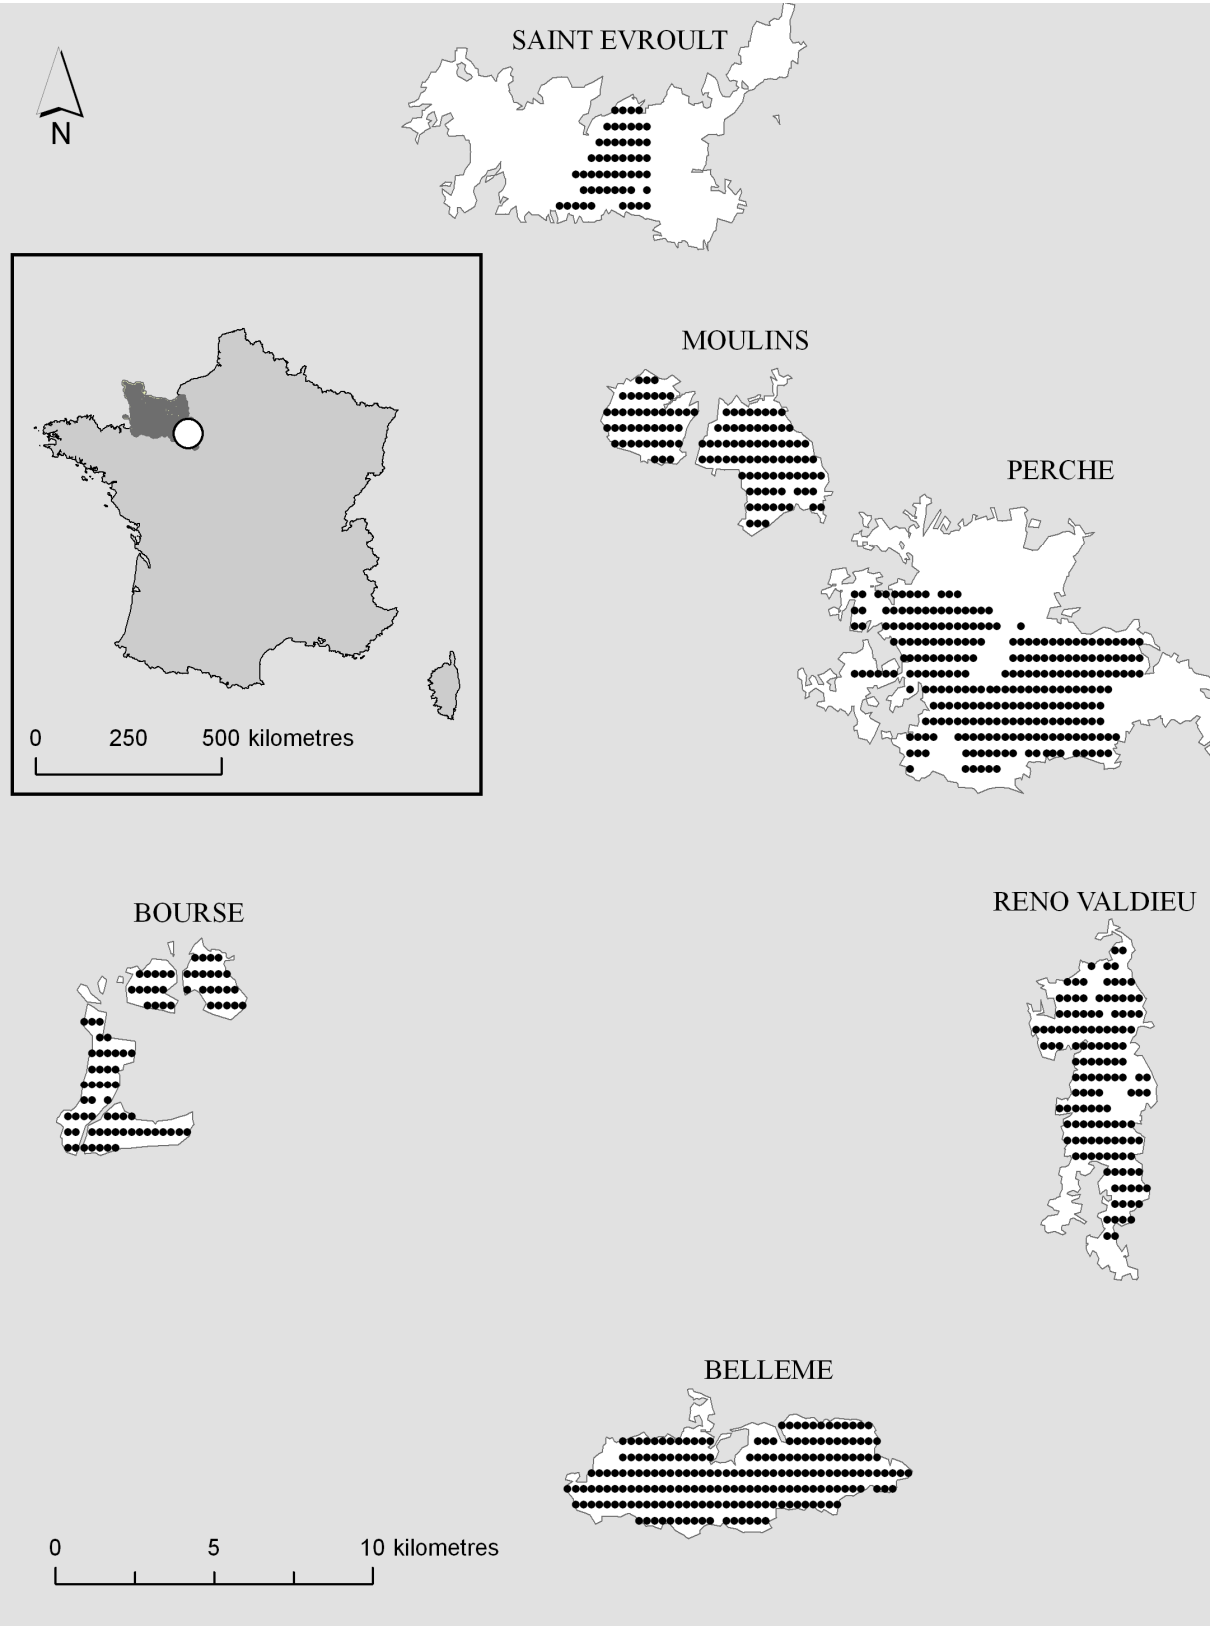 SAINT EVROULT
N
MOULINS
PERCHE
0 250 500 kilometres
RENO VALDIEU
BOURSE
BELLEME
0 5 10 kilometres